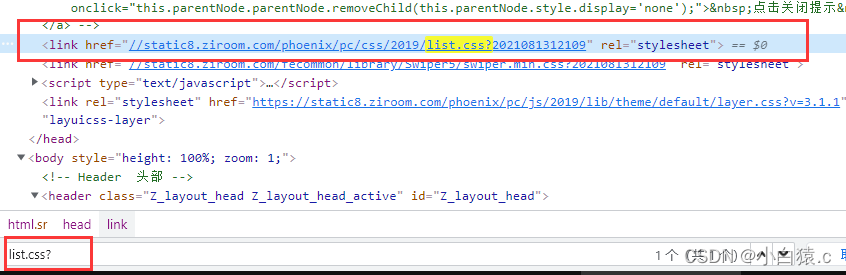 onclick="this.parentNode.parentNode.removeChild(this.parentNode.style.display='none');">&nbsp;点击关闭提示&nbsp;
</a> -->
··· <link href="//static8.ziroom.com/phoenix/pc/css/2019/list.css?2021081312109" rel="stylesheet"> == $0
<link href="//static8.ziroom.com/fecommon/library/Swiper5/swiper.min.css?2021081312109" rel="stylesheet">
▶<script type="text/javascript">…</script>
<link rel="stylesheet" href="https://static8.ziroom.com/phoenix/pc/js/2019/lib/theme/default/layer.css?v=3.1.1"
"layuicss-layer">
</head>
▼<body style="height: 100%; zoom: 1;">
<!-- Header 头部 -->
▼<header class="Z_layout_head Z_layout_head_active" id="Z_layout_head">
html.sr head link
list.css? 1 个 (共 1 个)
CSDN @小白猿.c